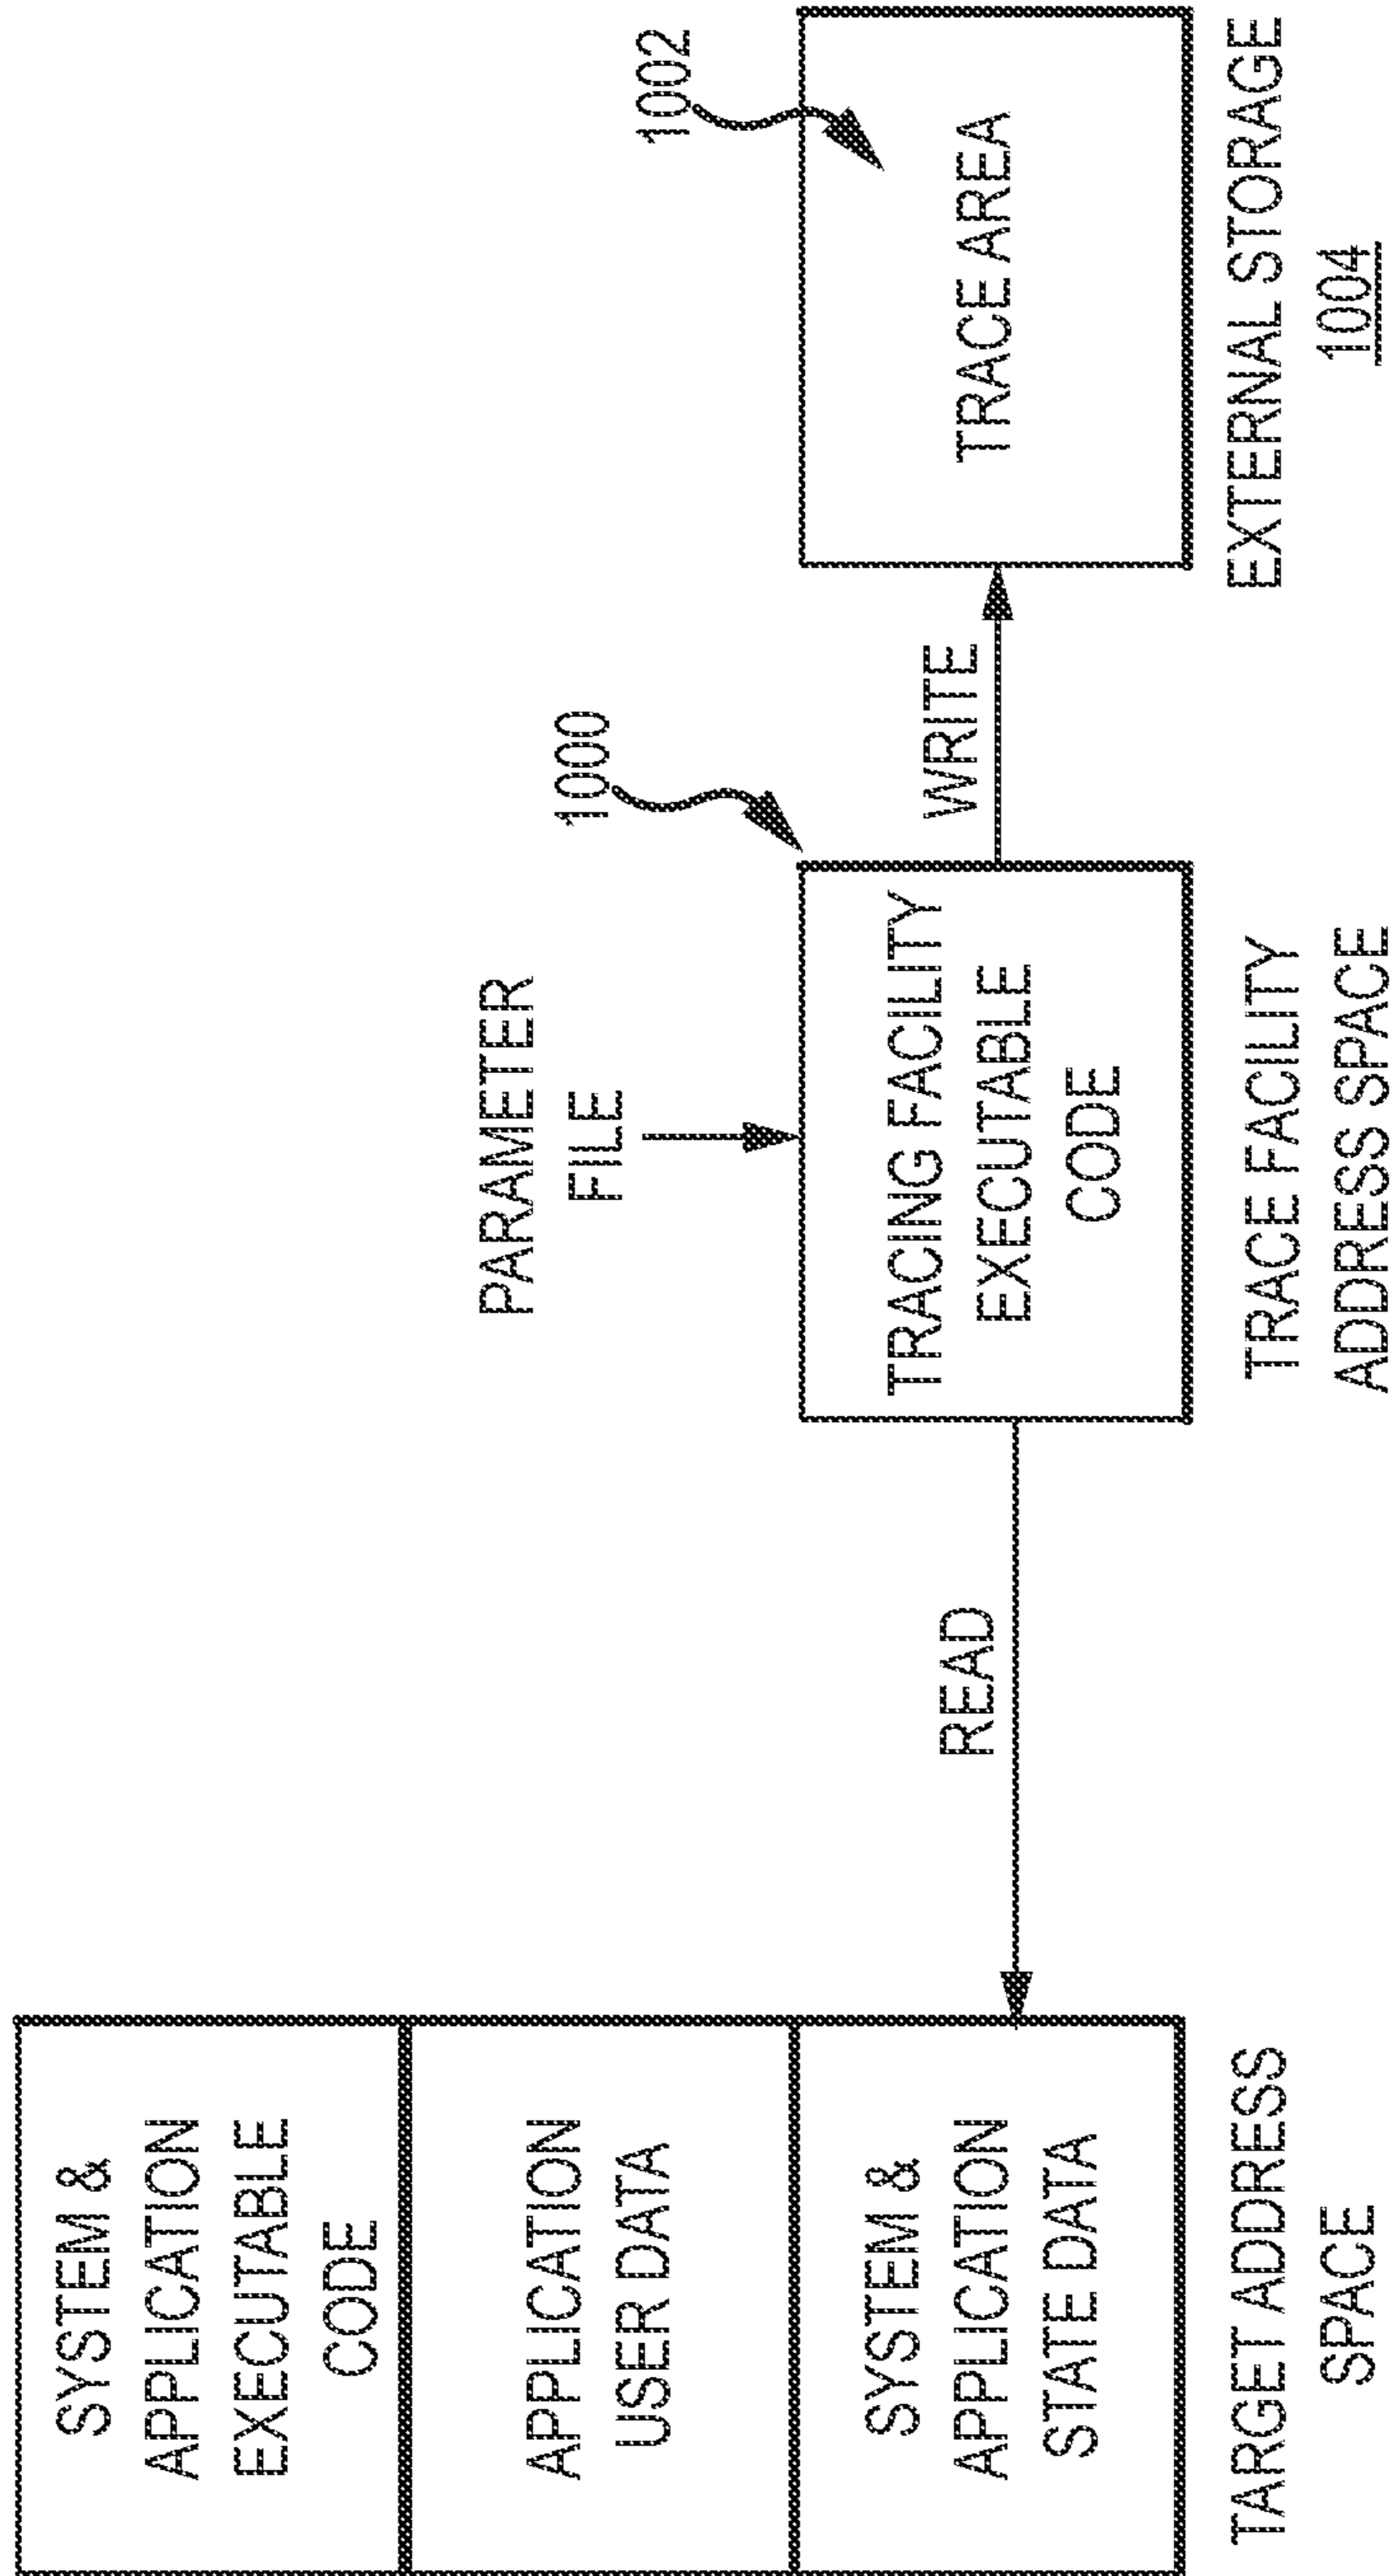 SYSTEM &
APPLICATION
EXECUTABLE
CODE
APPLICATION
USER DATA
SYSTEM &
APPLICATION
STATE DATA
TARGET ADDRESS
SPACE
READ
PARAMETER
FILE
1000
TRACING FACILITY
EXECUTABLE
CODE
TRACE FACILITY
ADDRESS SPACE
WRITE
1002
TRACE AREA
EXTERNAL STORAGE
1004